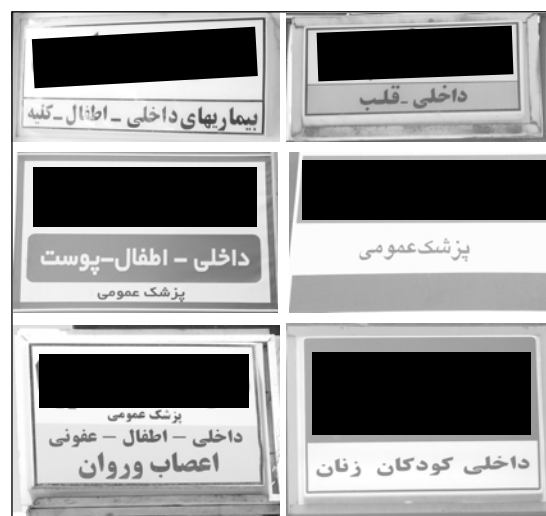 بیماریهای داخلی - اطفال - کلیه
داخلی - قلب
داخلی - اطفال - پوست
پزشک عمومی
پزشک عمومی
پزشک عمومی
داخلی - اطفال - عفونی
اعصاب وروان
داخلی کودکان زنان